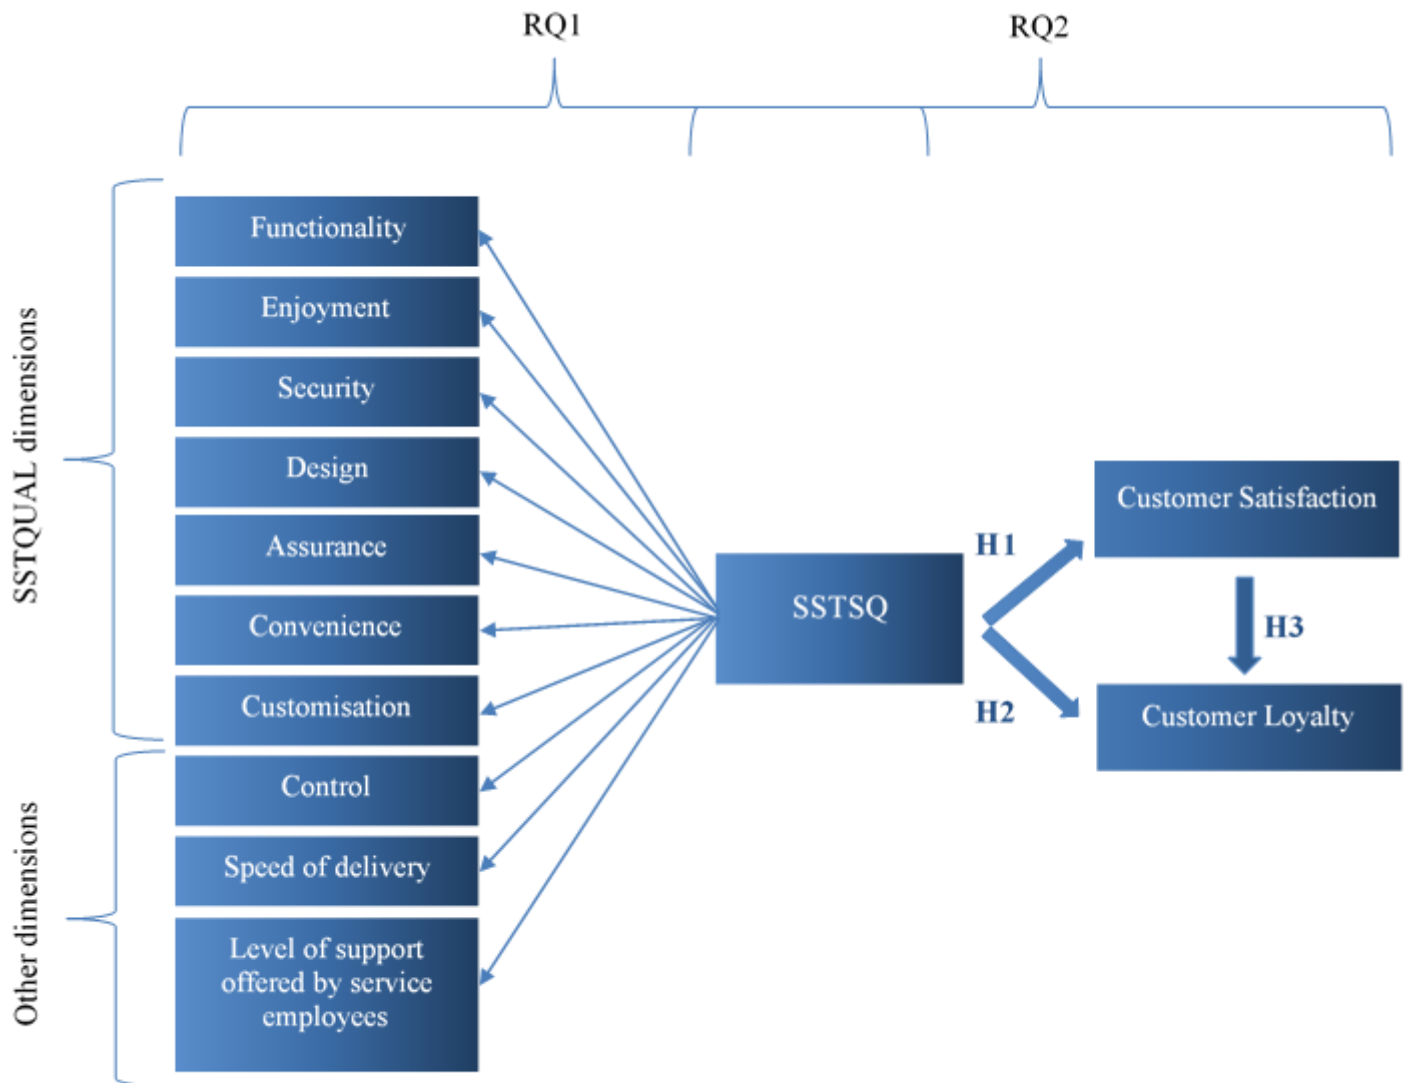 RQ1
RQ2
SSTQUAL dimensions
Functionality
Enjoyment
Security
Design
Assurance
Convenience
Customisation
Other dimensions
Control
Speed of delivery
Level of support
offered by service
employees
SSTSQ
H1
H2
Customer Satisfaction
H3
Customer Loyalty